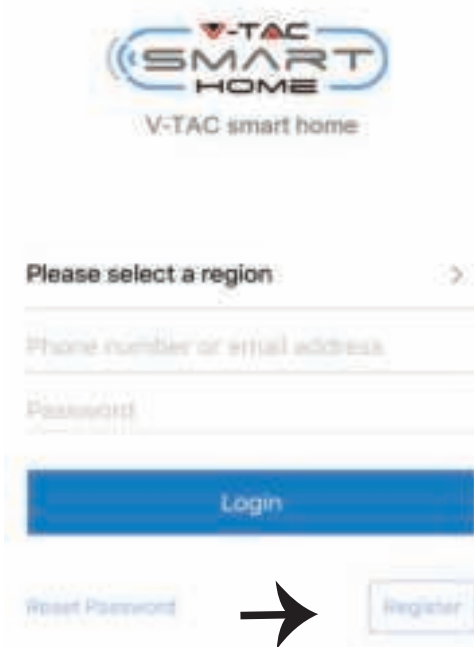 V-TAC
SMART
HOME
V-TAC smart home
Please select a region >
Phone number or email address
Password
Login
Reset Password Register